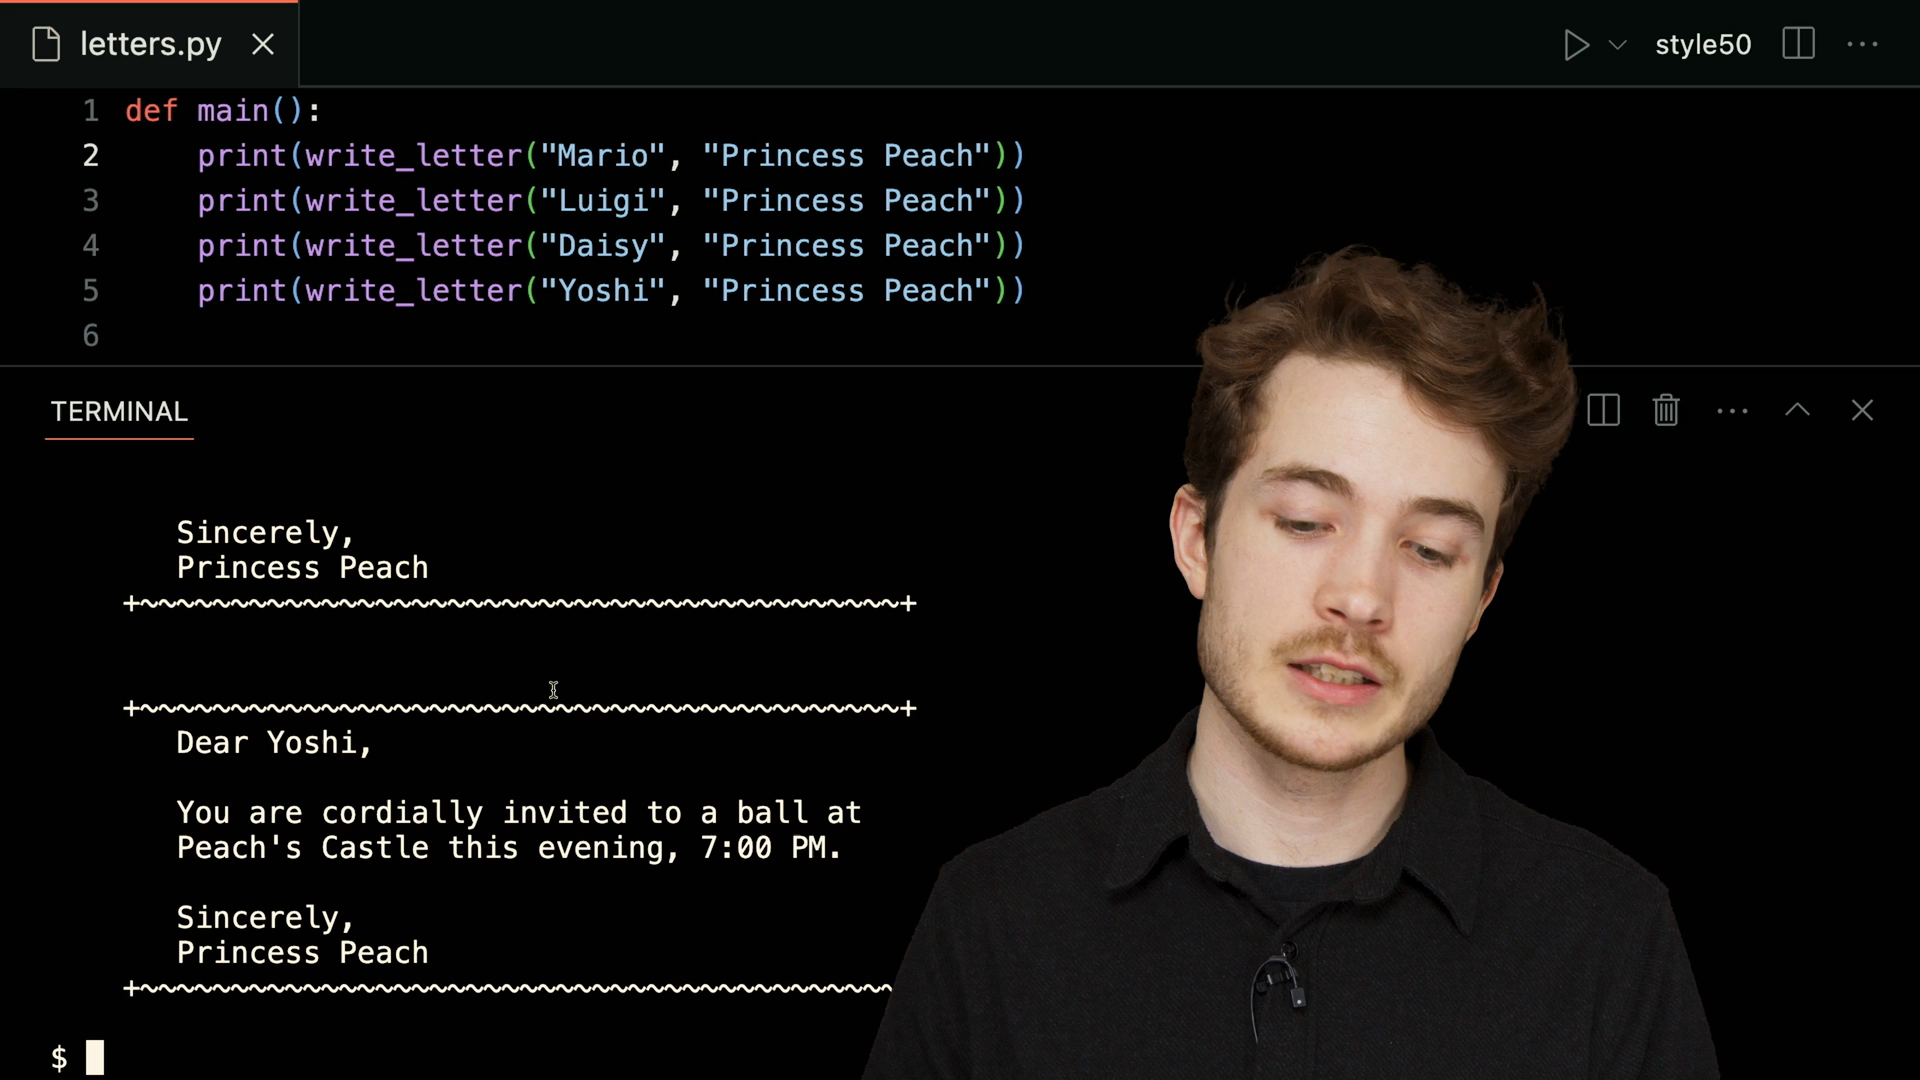 letters.py
style50
1 def main():
2 print(write_letter("Mario", "Princess Peach"))
3 print(write_letter("Luigi", "Princess Peach"))
4 print(write_letter("Daisy", "Princess Peach"))
5 print(write_letter("Yoshi", "Princess Peach"))
6
TERMINAL
Sincerely,
Princess Peach
+~~~~~~~~~~~~~~~~~~~~~~~~~~~~~~~~~~~~~~~~~~+
+~~~~~~~~~~~~~~~~~~~~~~~~~~~~~~~~~~~~~~~~~~+
Dear Yoshi,
You are cordially invited to a ball at
Peach's Castle this evening, 7:00 PM.
Sincerely,
Princess Peach
+~~~~~~~~~~~~~~~~~~~~~~~~~~~~~~~~~~~~~~~~~~
$